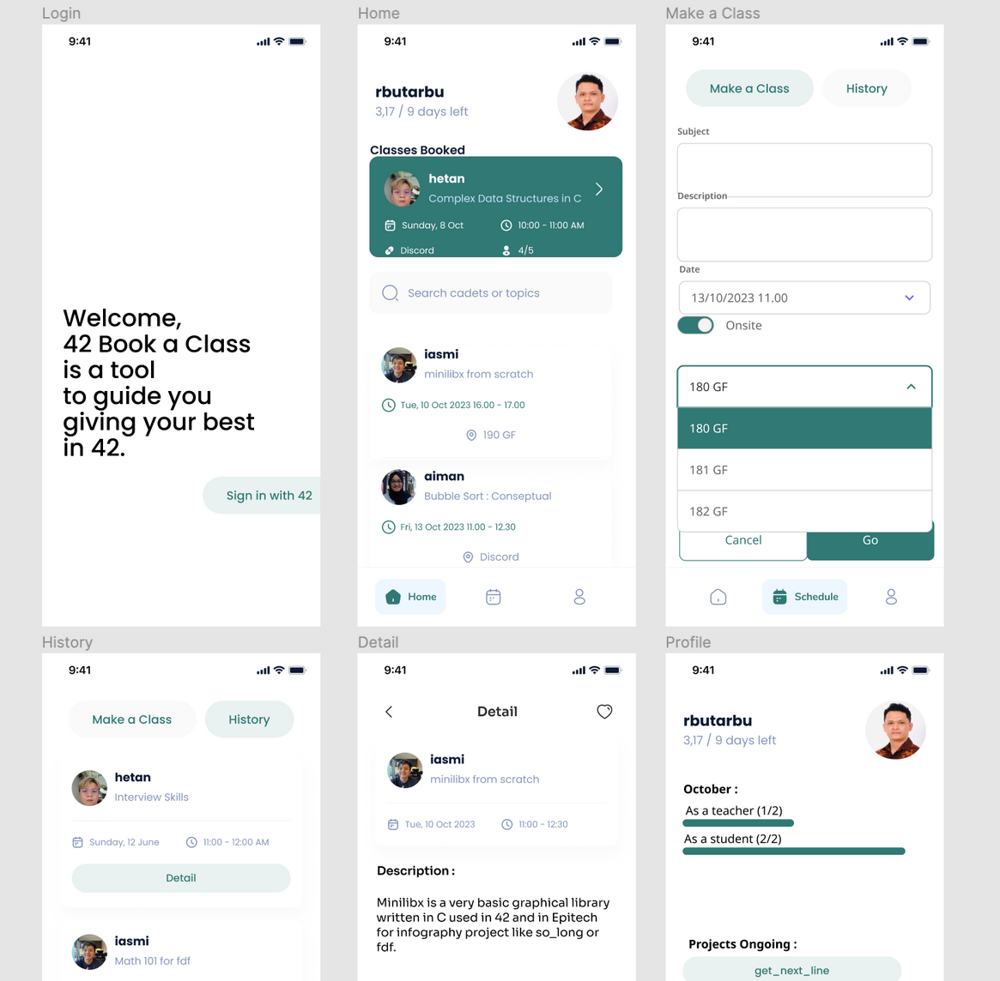 Login
9:41
Welcome,
42 Book a Class
is a tool
to guide you
giving your best
in 42.
Sign in with 42
Home
9:41
rbutarbu
3,17 / 9 days left
Classes Booked
hetan
Complex Data Structures in C
Sunday, 8 Oct
10:00 - 11:00 AM
Discord
4/5
Search cadets or topics
iasmi
minilibx from scratch
Tue, 10 Oct 2023 16.00 - 17.00
190 GF
aiman
Bubble Sort : Conseptual
Fri, 13 Oct 2023 11.00 - 12.30
Discord
Home
Make a Class
9:41
Make a Class
History
Subject
Description
Date
13/10/2023 11.00
Onsite
180 GF
180 GF
181 GF
182 GF
Cancel
Go
Schedule
History
9:41
Make a Class
History
hetan
Interview Skills
Sunday, 12 June
11:00 - 12:00 AM
Detail
iasmi
Math 101 for fdf
Detail
9:41
Detail
iasmi
minilibx from scratch
Tue, 10 Oct 2023
11:00 - 12:30
Description :
Minilibx is a very basic graphical library
written in C used in 42 and in Epitech
for infography project like so_long or
fdf.
Profile
9:41
rbutarbu
3,17 / 9 days left
October :
As a teacher (1/2)
As a student (2/2)
Projects Ongoing :
get_next_line